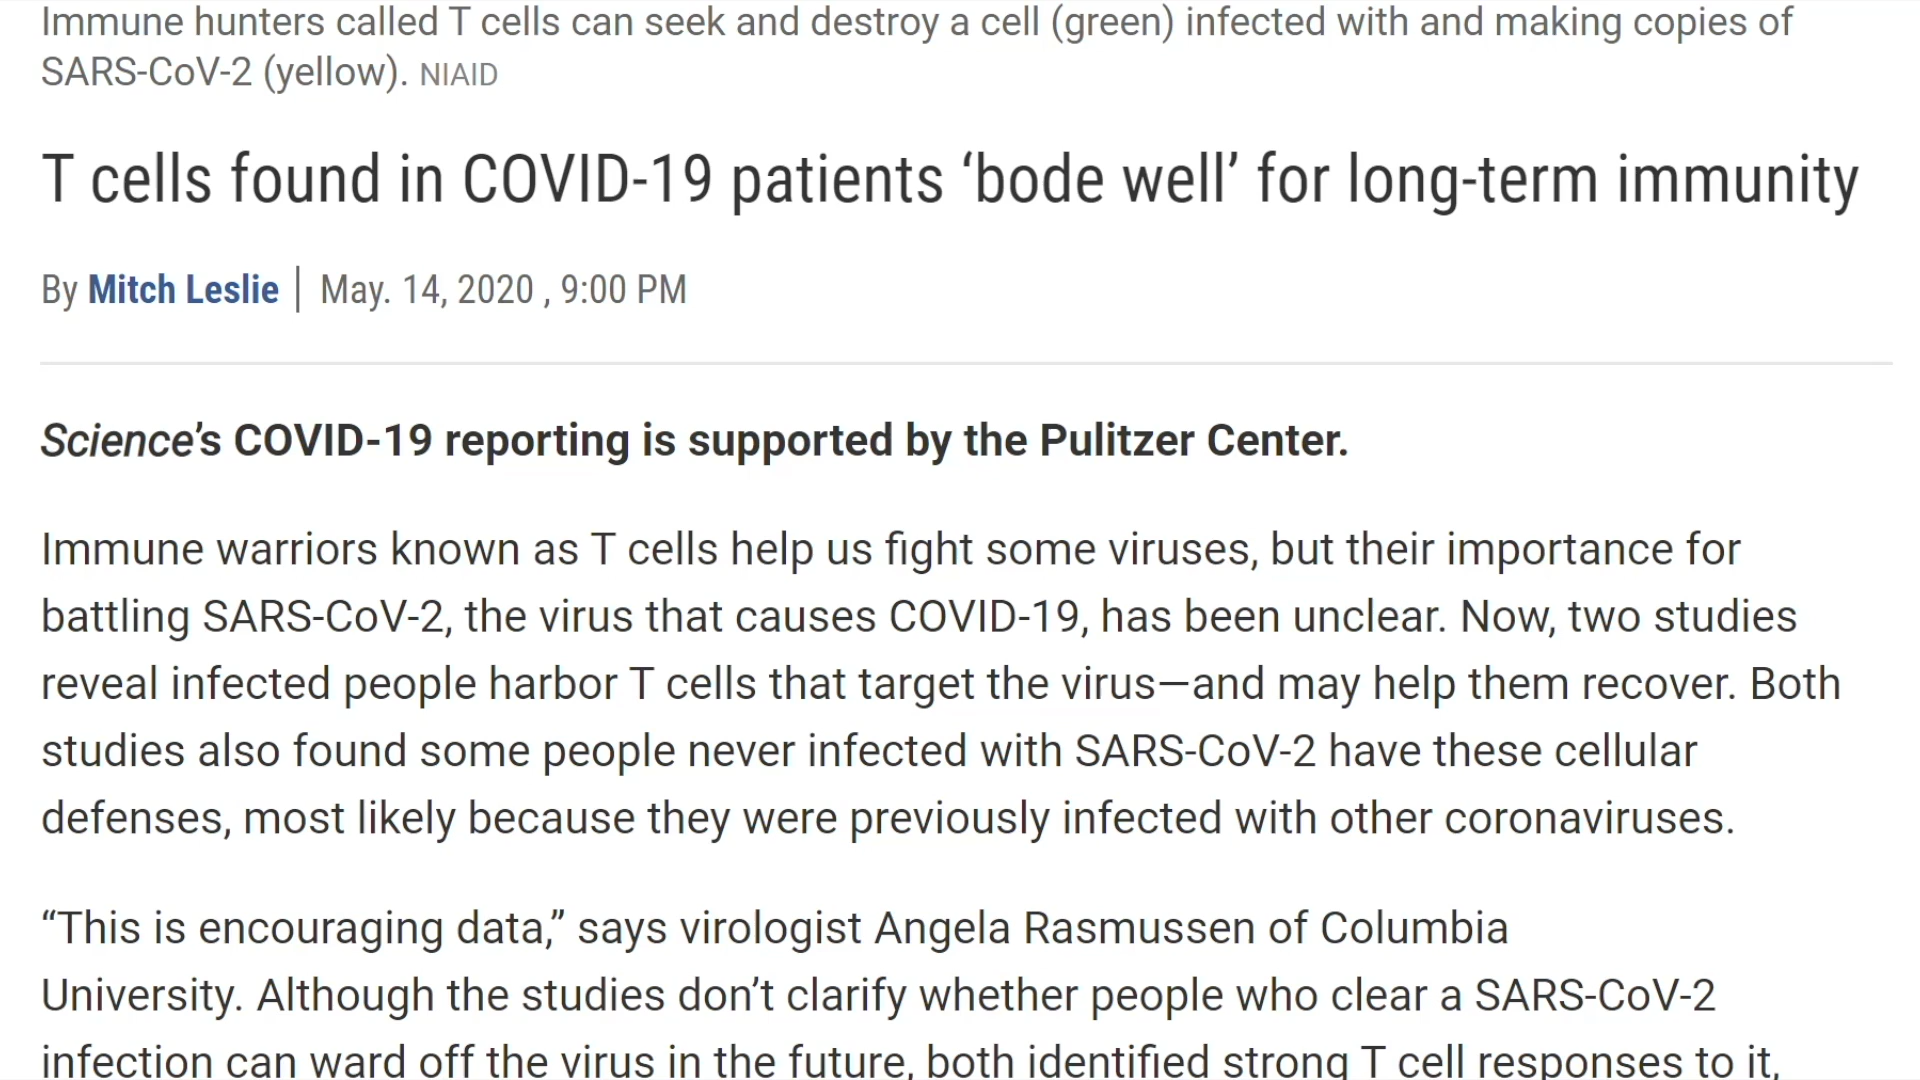 Immune hunters called T cells can seek and destroy a cell (green) infected with and making copies of
SARS-CoV-2 (yellow). NIAID
T cells found in COVID-19 patients ‘bode well’ for long-term immunity
By Mitch Leslie | May. 14, 2020 , 9:00 PM
Science’s COVID-19 reporting is supported by the Pulitzer Center.
Immune warriors known as T cells help us fight some viruses, but their importance for
battling SARS-CoV-2, the virus that causes COVID-19, has been unclear. Now, two studies
reveal infected people harbor T cells that target the virus—and may help them recover. Both
studies also found some people never infected with SARS-CoV-2 have these cellular
defenses, most likely because they were previously infected with other coronaviruses.
“This is encouraging data,” says virologist Angela Rasmussen of Columbia
University. Although the studies don’t clarify whether people who clear a SARS-CoV-2
infection can ward off the virus in the future, both identified strong T cell responses to it,